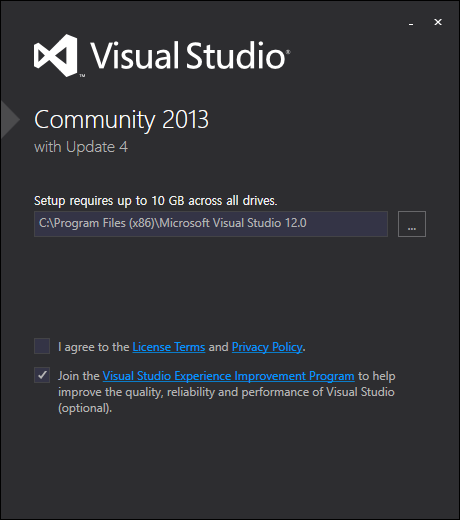 Visual Studio®
™
Community 2013
with Update 4
Setup requires up to 10 GB across all drives.
C:\Program Files (x86)\Microsoft Visual Studio 12.0
...
I agree to the License Terms and Privacy Policy.
Join the Visual Studio Experience Improvement Program to help
improve the quality, reliability and performance of Visual Studio
(optional).